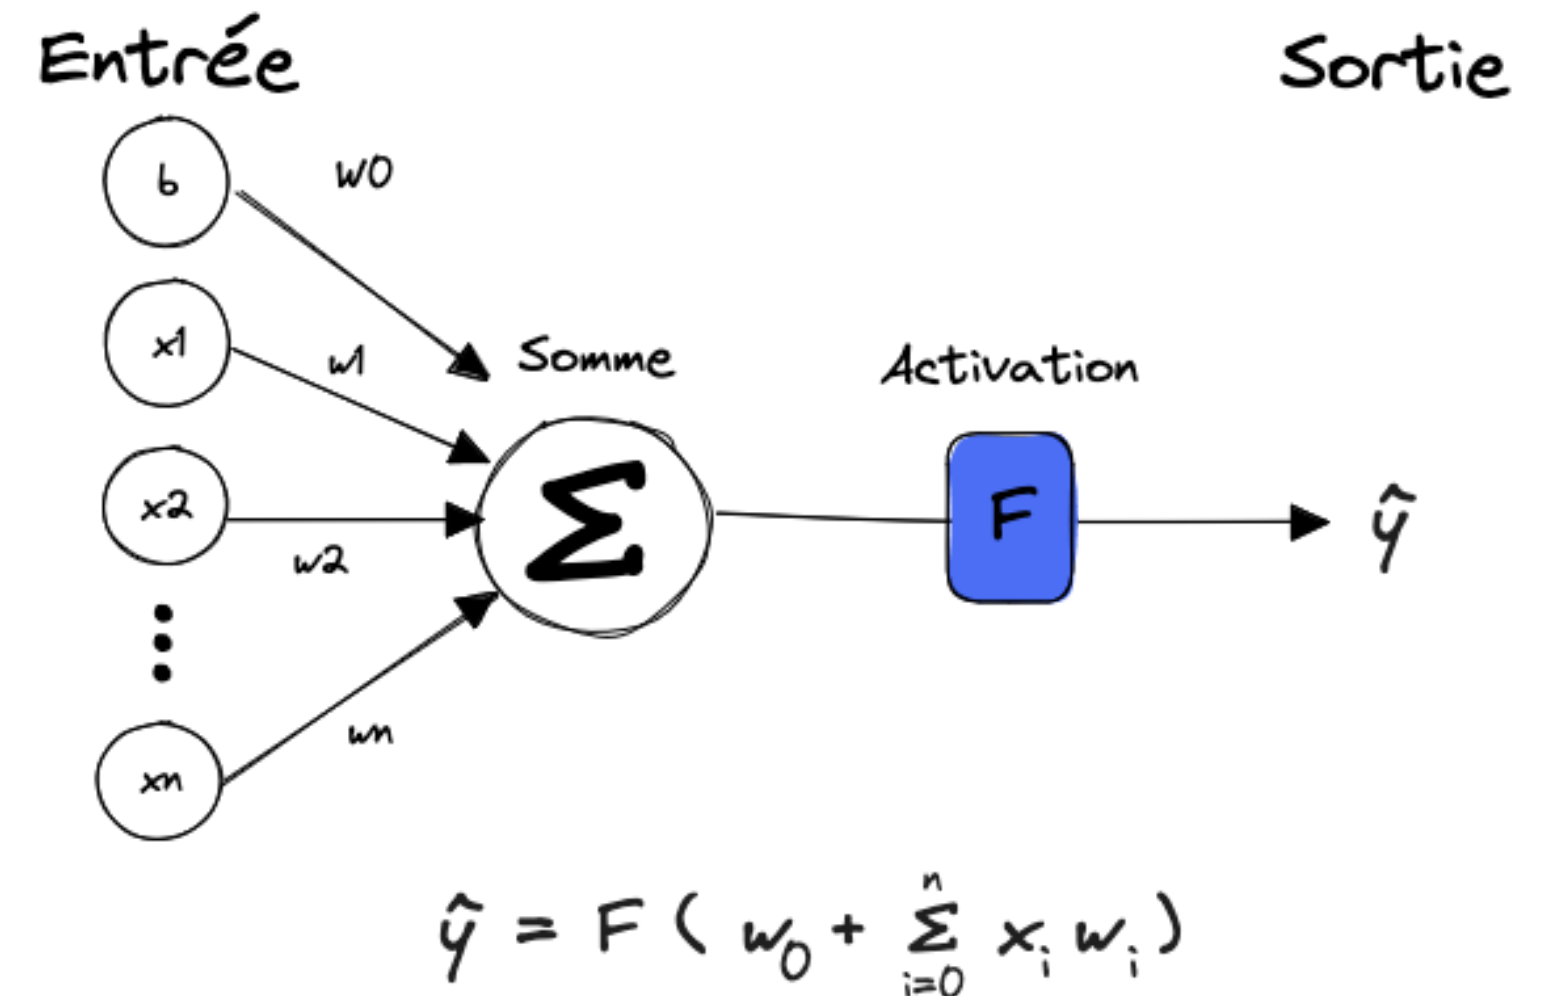 Entrée
Sortie
b
w0
x1
w1
Somme
Activation
x2
w2
Σ
F
ỹ
xn
wn
ỹ = F ( w₀ + Σ xᵢ wᵢ )
n
i=0